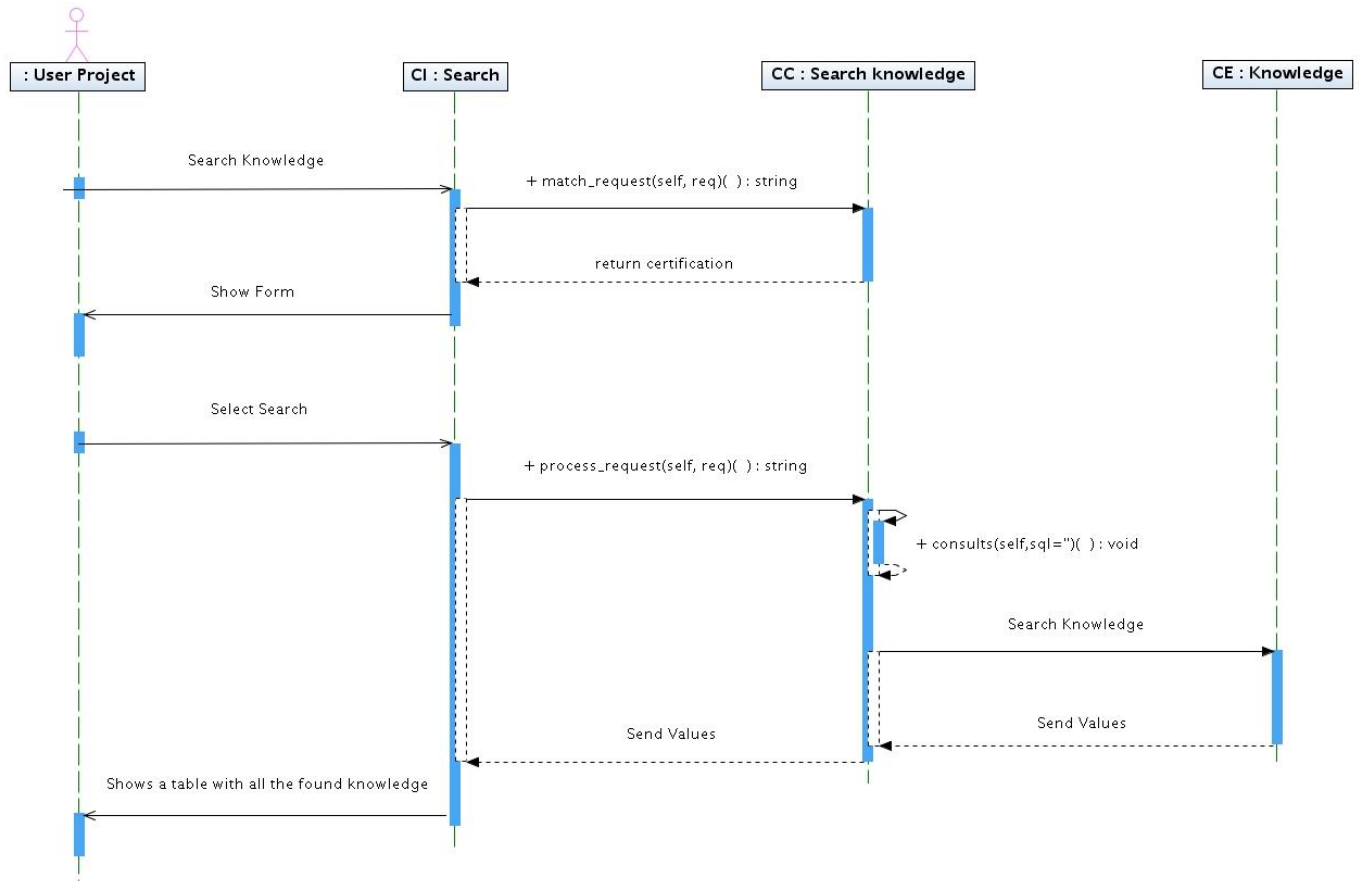 : User Project
CI : Search
CC : Search knowledge
CE : Knowledge
Search Knowledge
+ match_request(self, req)(  ) : string
return certification
Show Form
Select Search
+ process_request(self, req)(  ) : string
+ consults(self,sql='')(  ) : void
Search Knowledge
Send Values
Send Values
Shows a table with all the found knowledge